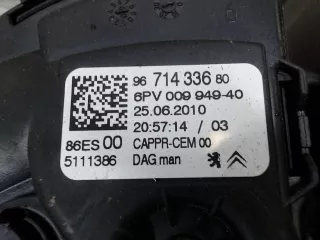 96 714 336 80
6PV 009 949-40
25.06.2010
20:57:14 / 03
86ES 00 CAPPR-CEM 00
5111386 DAG man